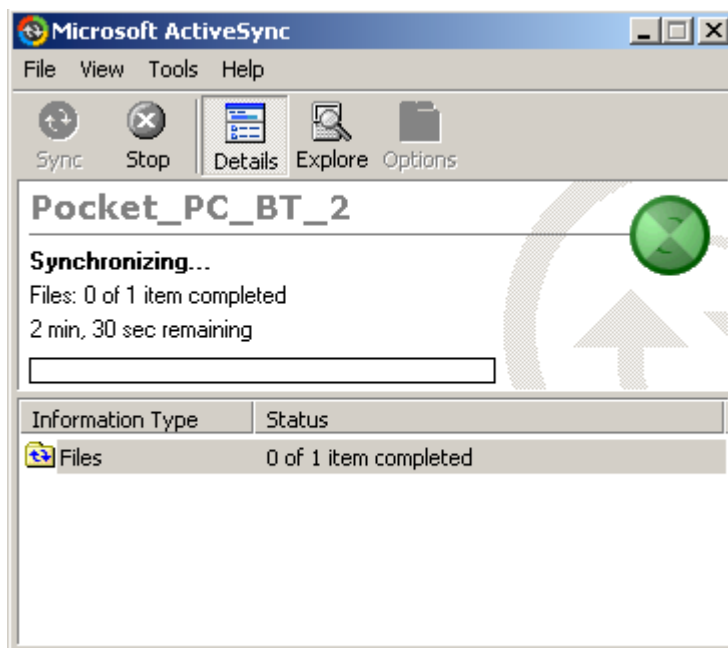 Microsoft ActiveSync
File View Tools Help
Sync Stop Details Explore Options
Pocket_PC_BT_2
Synchronizing...
Files: 0 of 1 item completed
2 min, 30 sec remaining
Information Type Status
Files 0 of 1 item completed